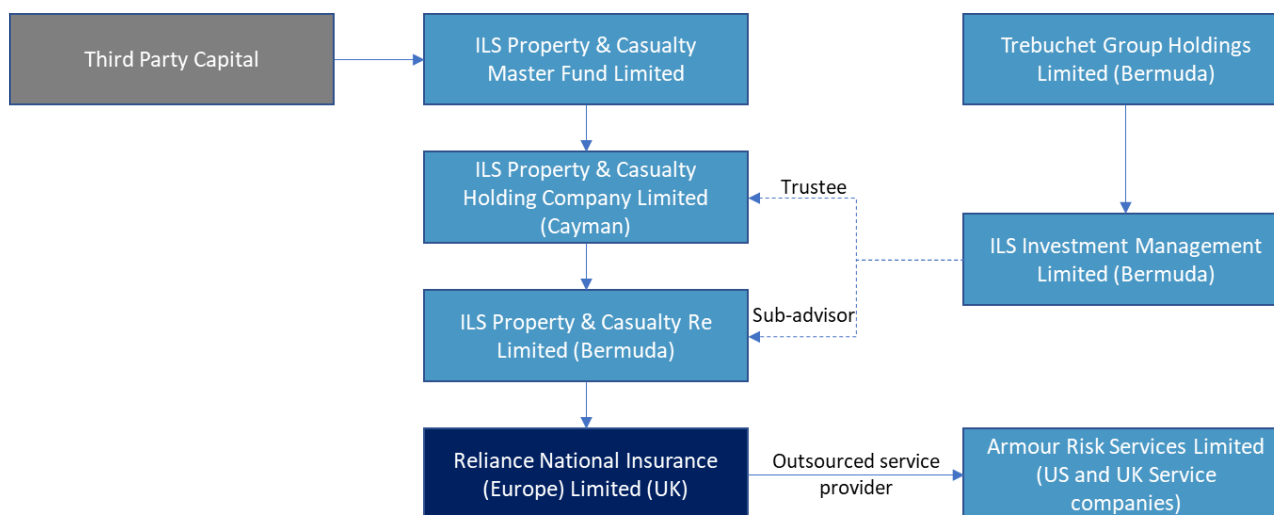 Third Party Capital
ILS Property & Casualty
Master Fund Limited
Trebuchet Group Holdings
Limited (Bermuda)
ILS Property & Casualty
Holding Company Limited
(Cayman)
Trustee
ILS Investment Management
Limited (Bermuda)
ILS Property & Casualty Re
Limited (Bermuda)
Sub-advisor
Reliance National Insurance
(Europe) Limited (UK)
Outsourced service
provider
Armour Risk Services Limited
(US and UK Service
companies)